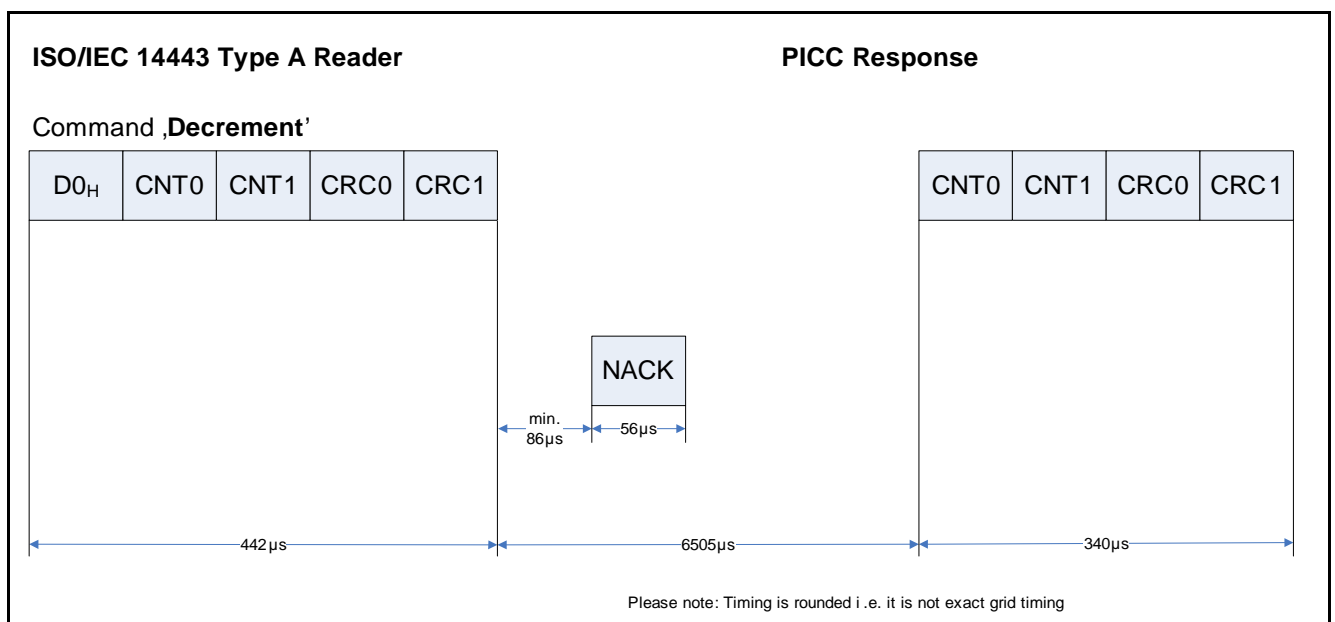 ISO/IEC 14443 Type A Reader
PICC Response
Command ‚Decrement’
D0H CNT0 CNT1 CRC0 CRC1
CNT0 CNT1 CRC0 CRC1
NACK
min.
86µs
56µs
442µs
6505µs
340µs
Please note: Timing is rounded i .e. it is not exact grid timing